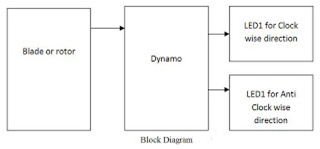 Blade or rotor
Dynamo
LED1 for Clock
wise direction
LED1 for Anti
Clock wise
direction
Block Diagram